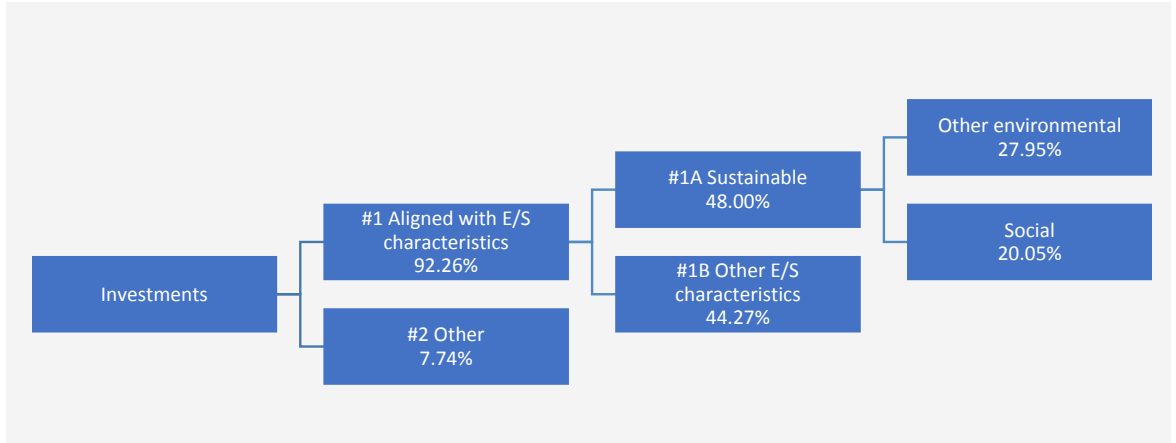 Investments
#1 Aligned with E/S
characteristics
92.26%
#2 Other
7.74%
#1A Sustainable
48.00%
#1B Other E/S
characteristics
44.27%
Other environmental
27.95%
Social
20.05%